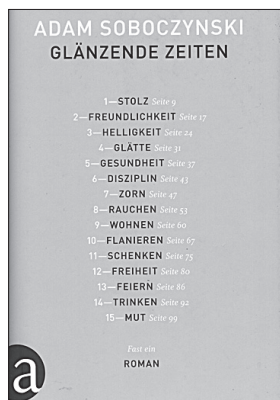 ADAM SOBOCZYNSKI
GLÄNZENDE ZEITEN
1—STOLZ Seite 9
2—FREUNDLICHKEIT Seite 17
3—HELLIGKEIT Seite 24
4—GLÄTTE Seite 31
5—GESUNDHEIT Seite 37
6—DISZIPLIN Seite 43
7—ZORN Seite 47
8—RAUCHEN Seite 53
9—WOHNEN Seite 60
10—FLANIEREN Seite 67
11—SCHENKEN Seite 75
12—FREIHEIT Seite 80
13—FEIERN Seite 86
14—TRINKEN Seite 92
15—MUT Seite 99
Fast ein
ROMAN
a